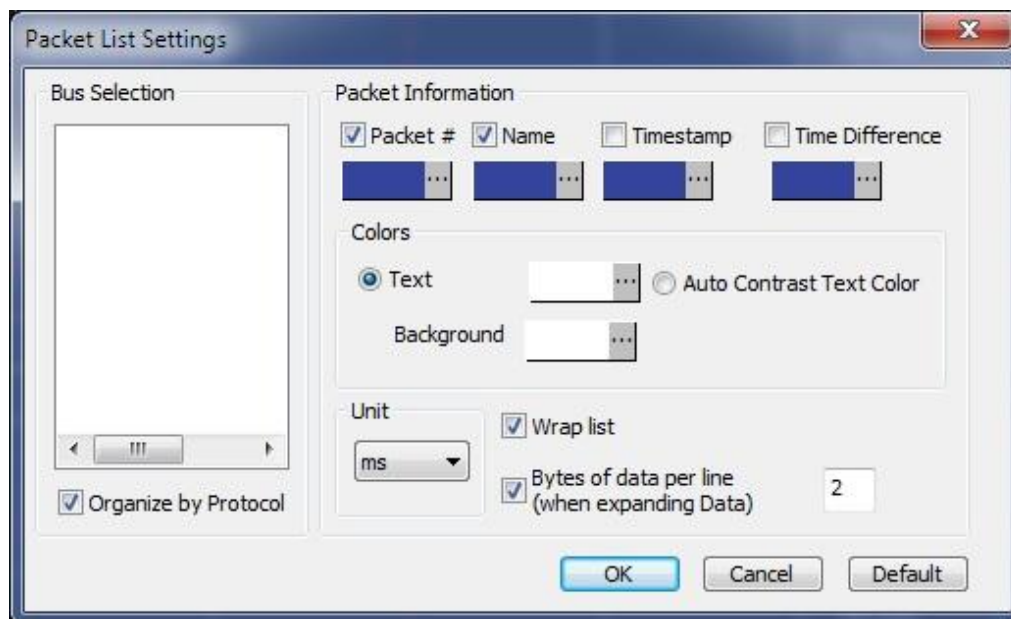 Packet List Settings
Bus Selection
Organize by Protocol
Packet Information
Packet # Name Timestamp Time Difference
... ... ... ...
Colors
Text ... Auto Contrast Text Color
Background ...
Unit
ms
Wrap list
Bytes of data per line
(when expanding Data)
2
OK Cancel Default